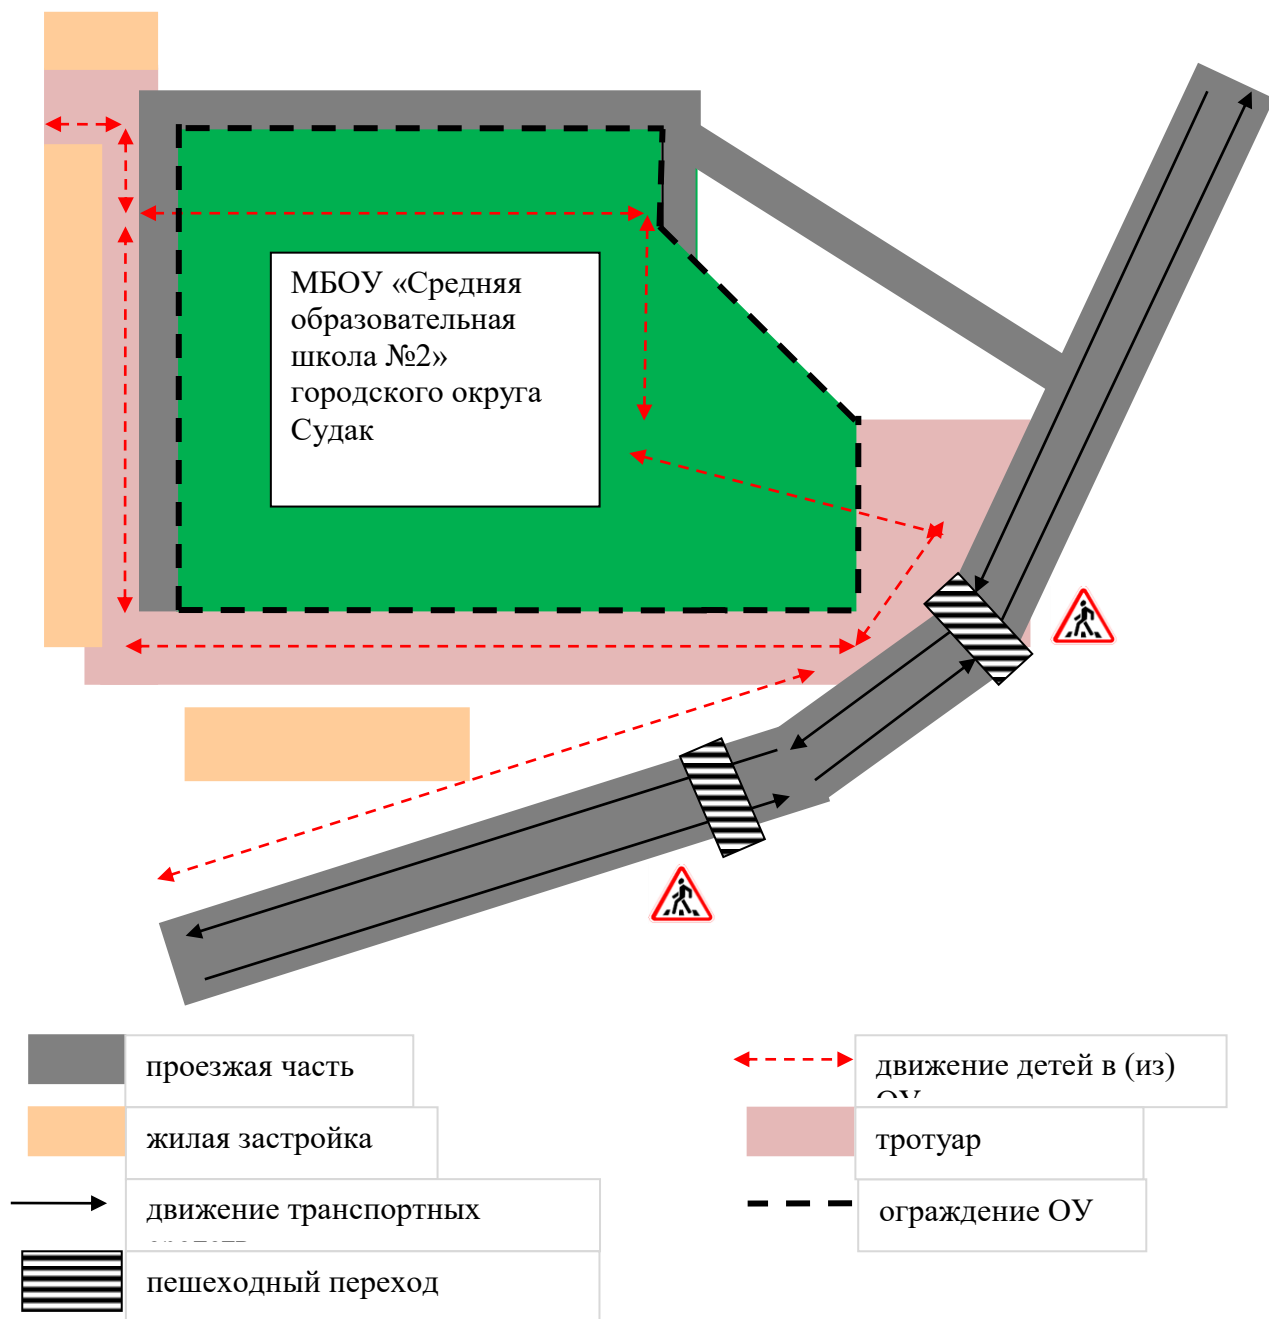 МБОУ «Средняя
образовательная
школа №2»
городского округа
Судак
проезжая часть
движение детей в (из)
жилая застройка
тротуар
движение транспортных
ограждение ОУ
пешеходный переход